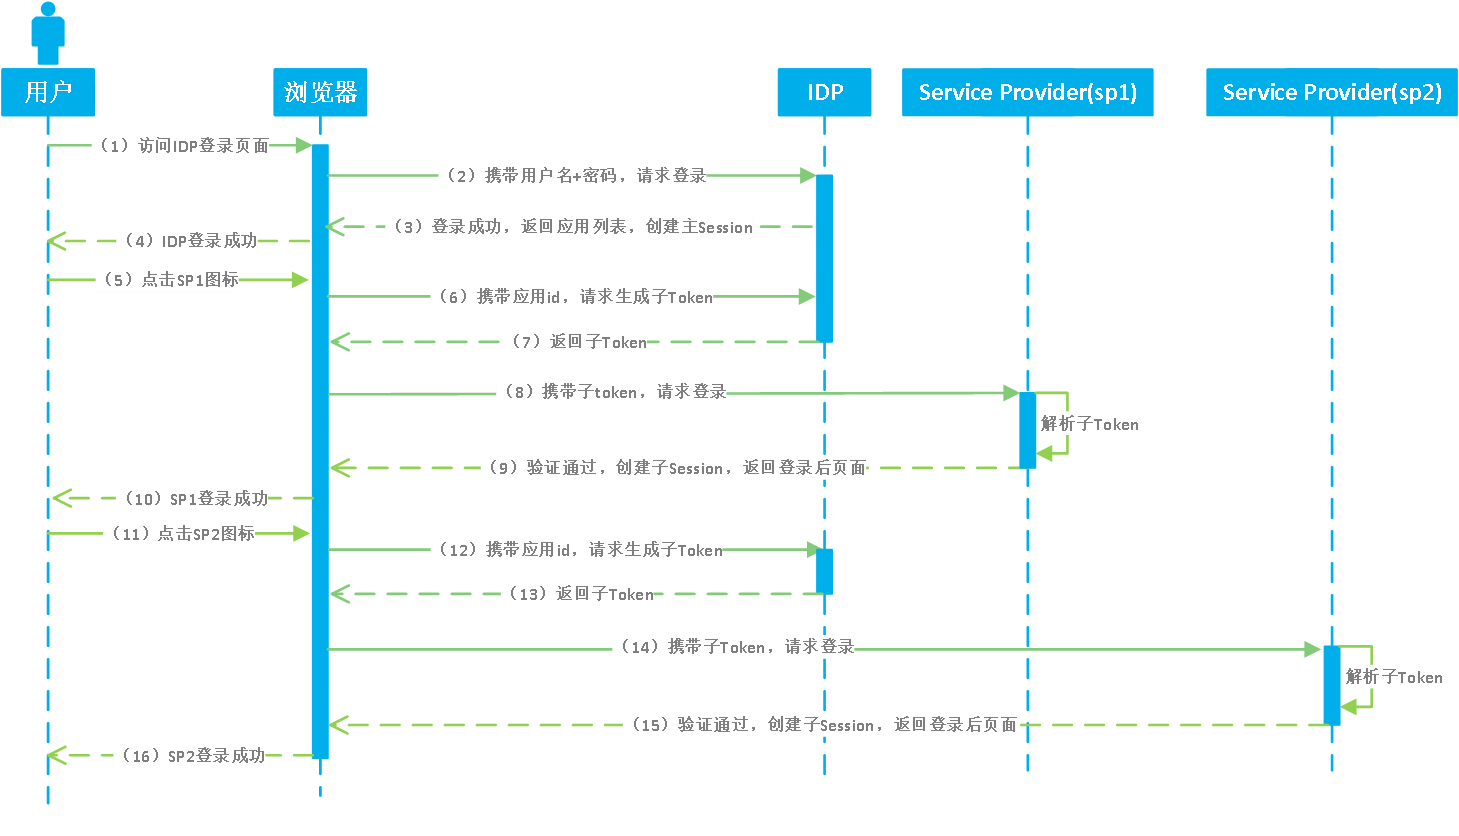 用户
浏览器
IDP
Service Provider(sp1)
Service Provider(sp2)
（1）访问IDP登录页面
（2）携带用户名+密码，请求登录
（3）登录成功，返回应用列表，创建主Session
（4）IDP登录成功
（5）点击SP1图标
（6）携带应用id，请求生成子Token
（7）返回子Token
（8）携带子token，请求登录
解析子Token
（9）验证通过，创建子Session，返回登录后页面
（10）SP1登录成功
（11）点击SP2图标
（12）携带应用id，请求生成子Token
（13）返回子Token
（14）携带子Token，请求登录
解析子Token
（15）验证通过，创建子Session，返回登录后页面
（16）SP2登录成功